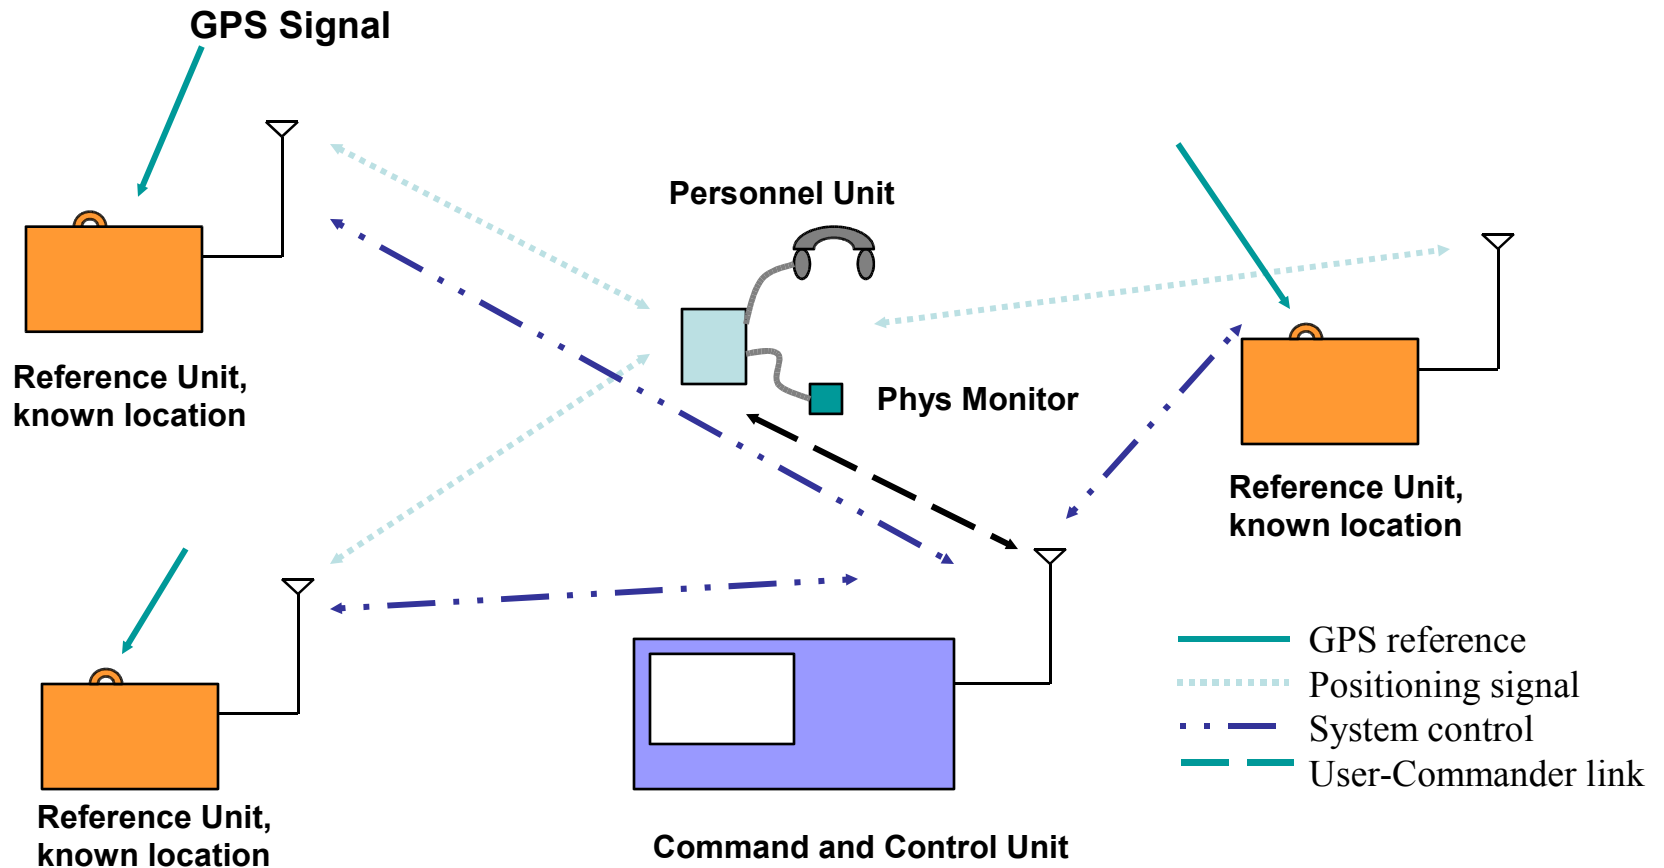 GPS Signal
Personnel Unit
Reference Unit,
known location
Phys Monitor
Reference Unit,
known location
GPS reference
Positioning signal
System control
User-Commander link
Reference Unit,
known location
Command and Control Unit